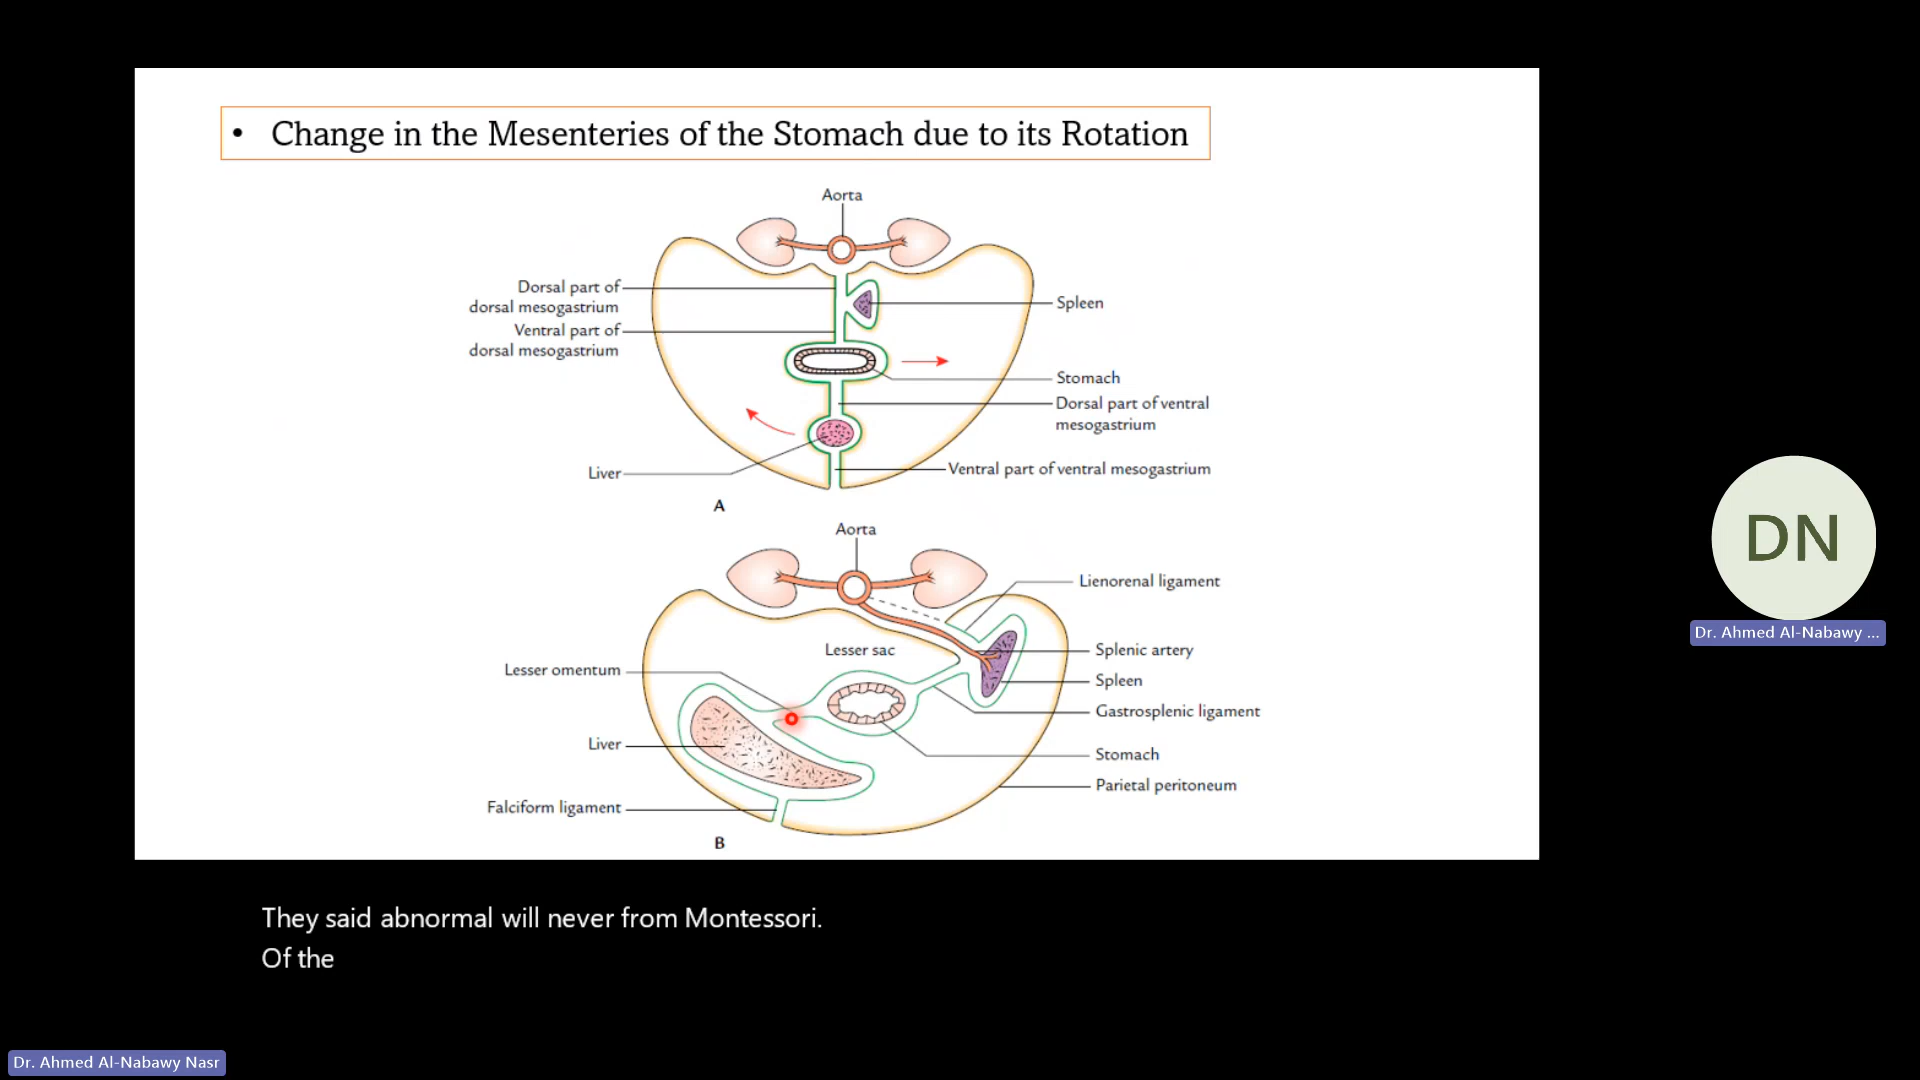 • Change in the Mesenteries of the Stomach due to its Rotation
Aorta
Dorsal part of
dorsal mesogastrium
Ventral part of
dorsal mesogastrium
Spleen
Stomach
Dorsal part of ventral
mesogastrium
Liver
Ventral part of ventral mesogastrium
A
Aorta
Lienorenal ligament
Lesser sac
Splenic artery
Lesser omentum
Spleen
Gastrosplenic ligament
Liver
Stomach
Parietal peritoneum
Falciform ligament
B
DN
Dr. Ahmed Al-Nabawy ...
They said abnormal will never from Montessori.
Of the
Dr. Ahmed Al-Nabawy Nasr